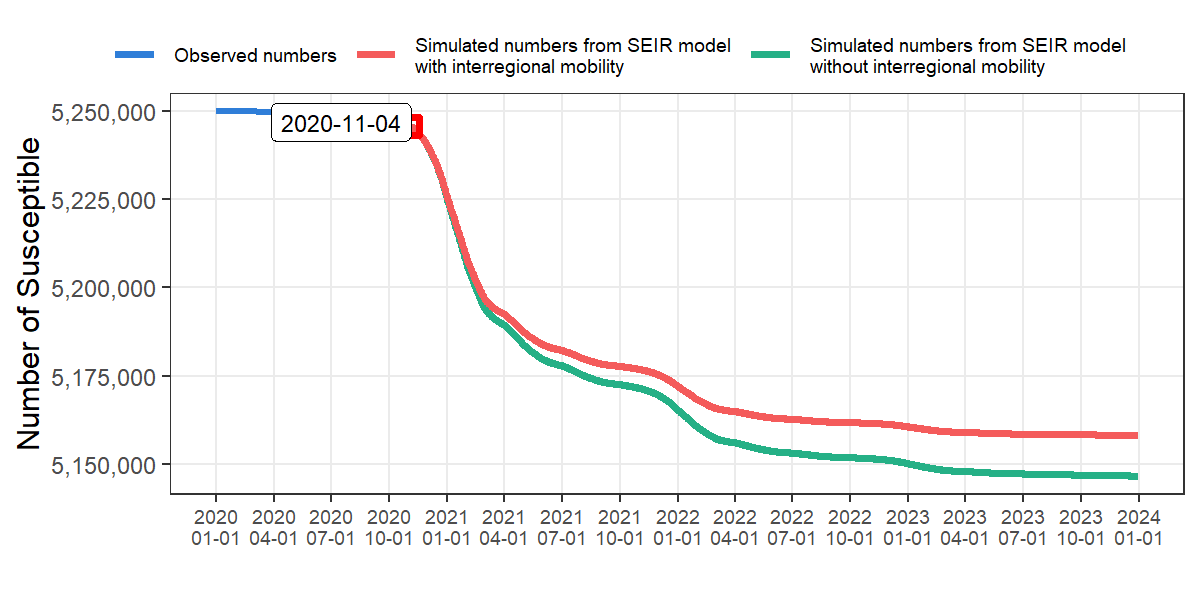 Observed numbers
Simulated numbers from SEIR model
with interregional mobility
Simulated numbers from SEIR model
without interregional mobility
Number of Susceptible
5,250,000
5,225,000
5,200,000
5,175,000
5,150,000
2020-11-04
2020 2020 2020 2020 2021 2021 2021 2021 2022 2022 2022 2022 2023 2023 2023 2023 2024
01-01 04-01 07-01 10-01 01-01 04-01 07-01 10-01 01-01 04-01 07-01 10-01 01-01 04-01 07-01 10-01 01-01